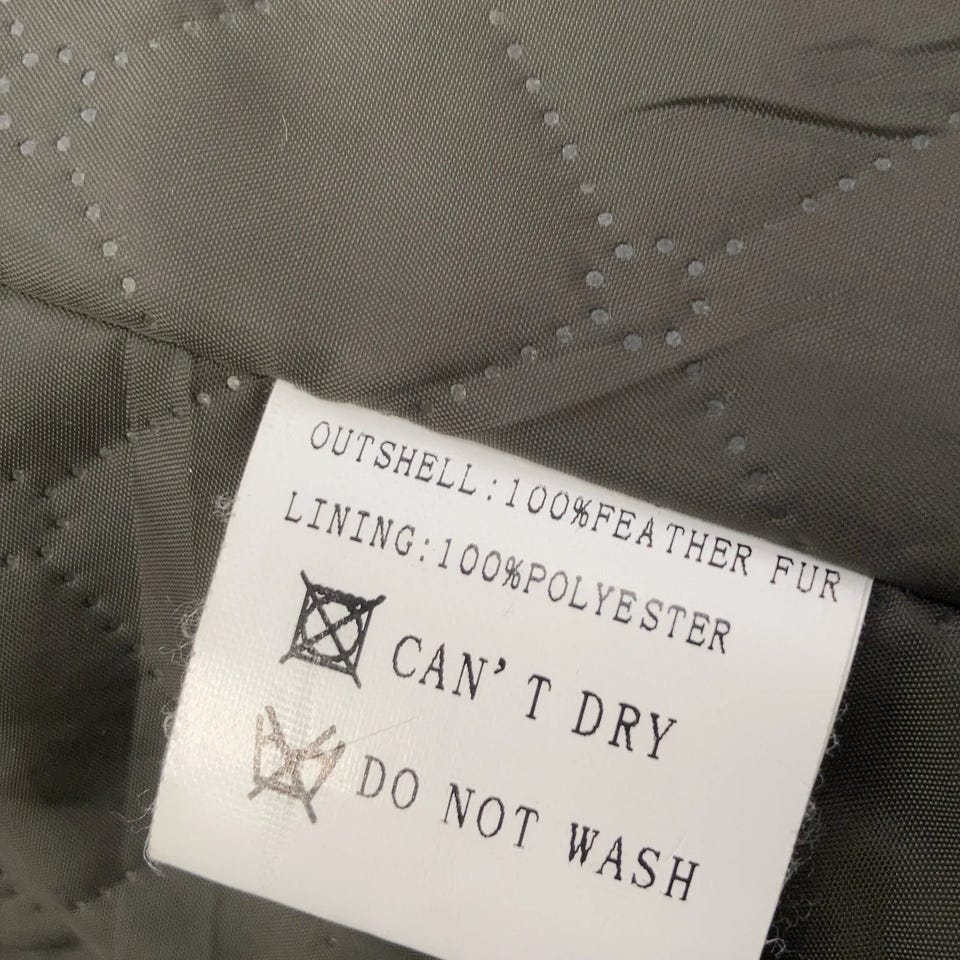 OUTSHELL:100%FEATHER FUR
LINING:100%POLYESTER
CAN'T DRY
DO NOT WASH